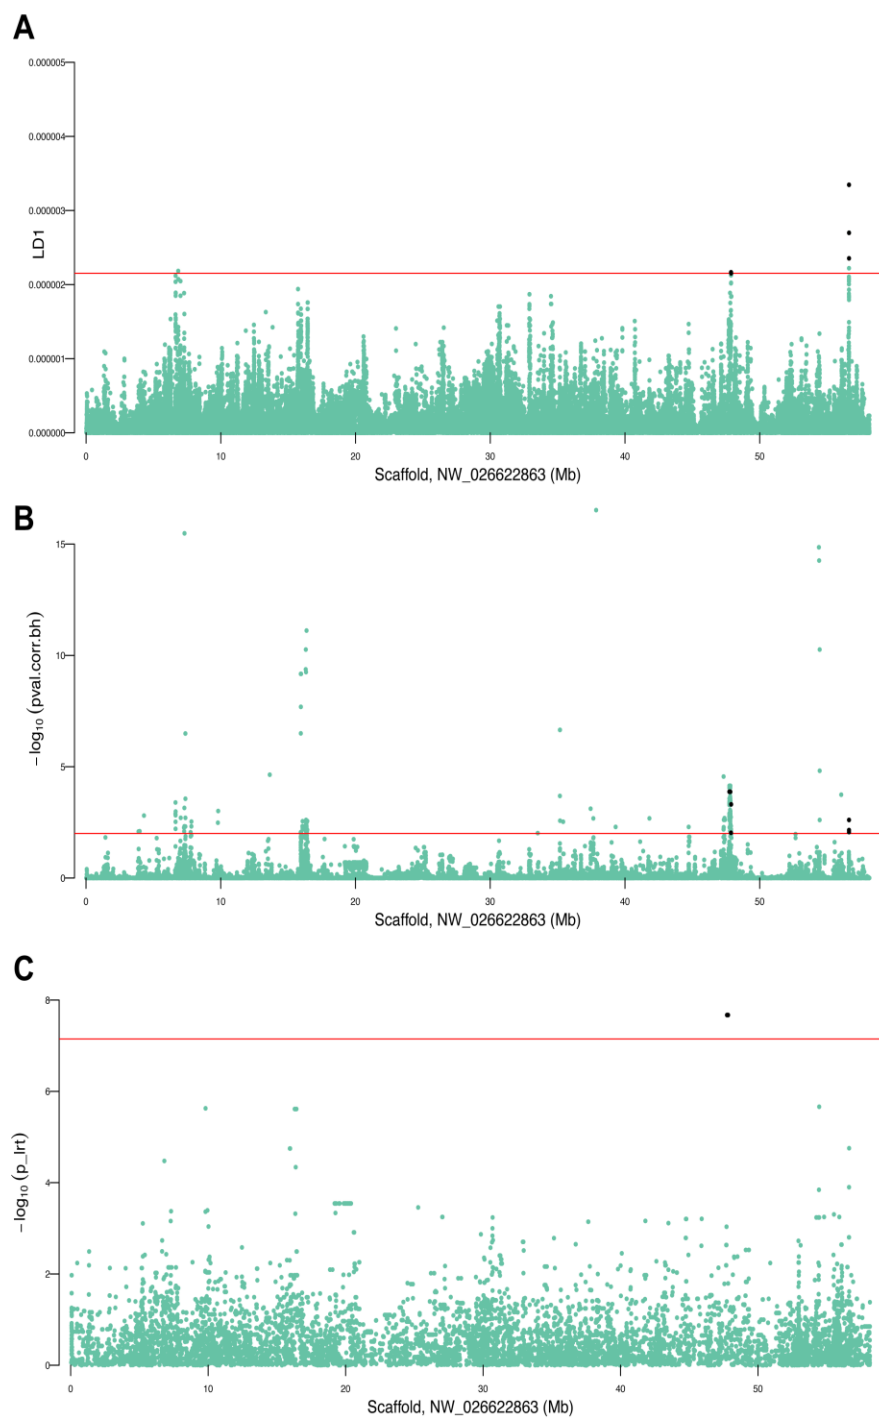 A
0.000005
0.000004
0.000003
0.000002
0.000001
0.000000
LD1
0 10 20 30 40 50
Scaffold, NW_026622863 (Mb)
B
15
10
5
0
−log10 (pval.corr.bh)
0 10 20 30 40 50
Scaffold, NW_026622863 (Mb)
C
8
6
4
2
0
−log10 (p_lrt)
0 10 20 30 40 50
Scaffold, NW_026622863 (Mb)